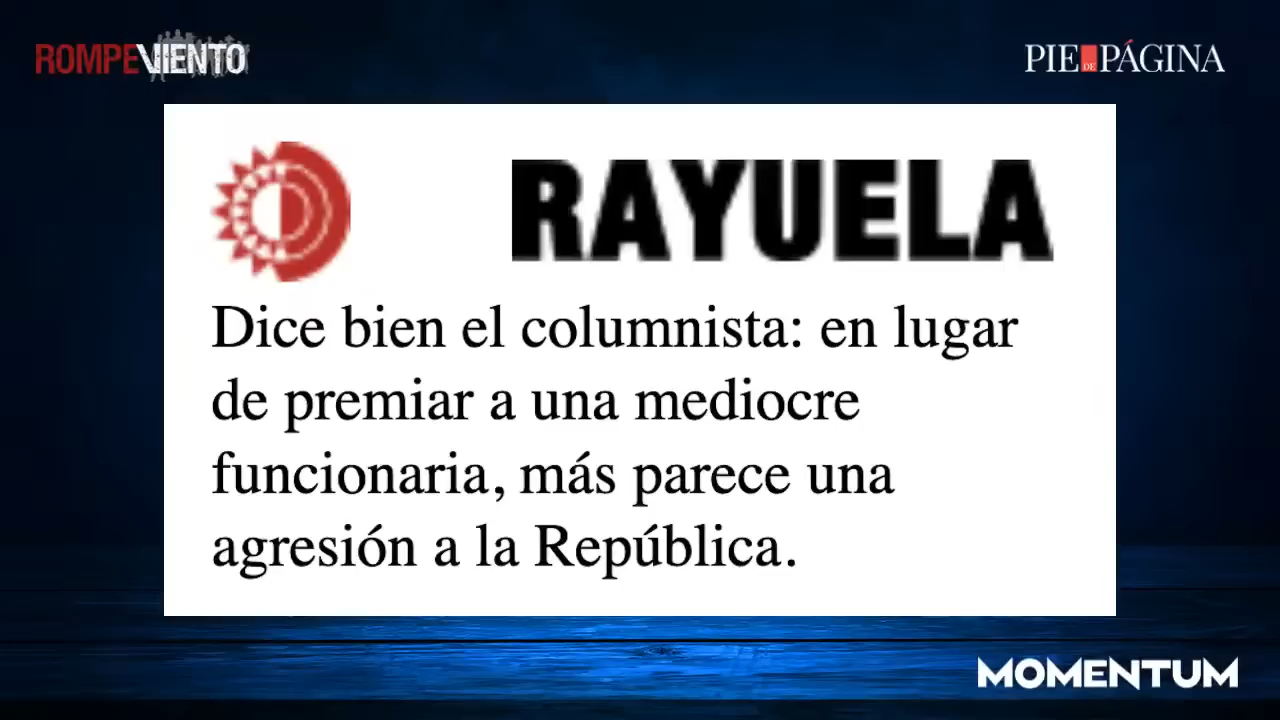 ROMPEVIENTO
PIE DE PÁGINA
RAYUELA
Dice bien el columnista: en lugar
de premiar a una mediocre
funcionaria, más parece una
agresión a la República.
MOMENTUM